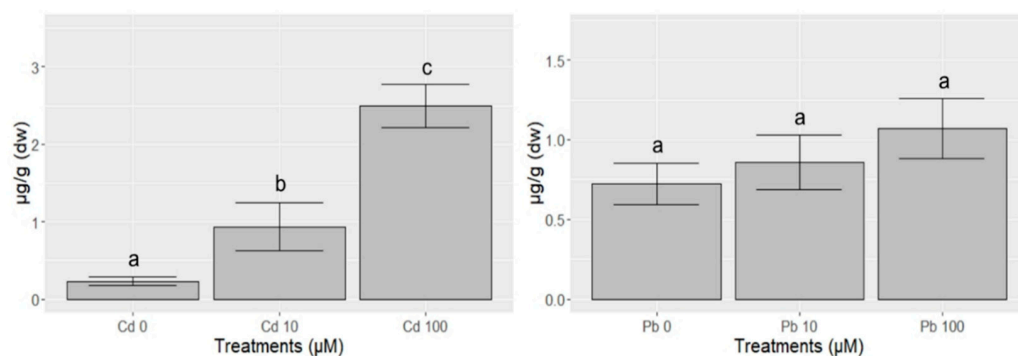 µg/g (dw)
3
2
1
0
a
b
c
Cd 0
Cd 10
Cd 100
Treatments (µM)
µg/g (dw)
1.5
1.0
0.5
0.0
a
a
a
Pb 0
Pb 10
Pb 100
Treatments (µM)